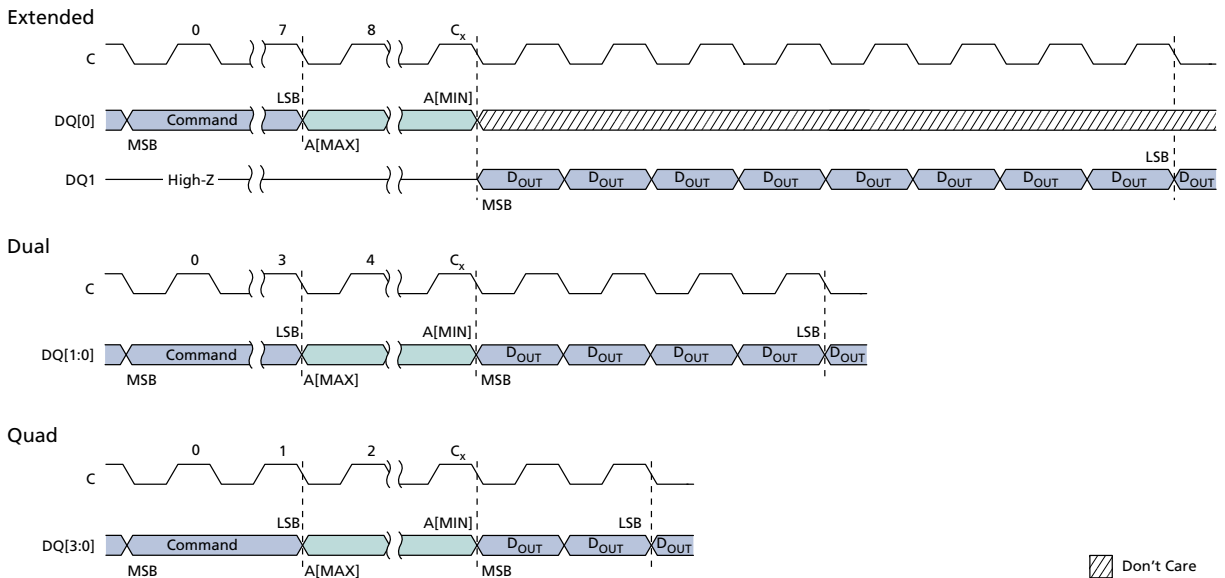 Extended
0 7 8 Cx
C
LSB A[MIN]
DQ[0] Command
MSB A[MAX]
LSB
DQ1 High-Z DOUT DOUT DOUT DOUT DOUT DOUT DOUT DOUT DOUT
MSB
Dual
0 3 4 Cx
C
LSB A[MIN] LSB
DQ[1:0] Command DOUT DOUT DOUT DOUT DOUT
MSB A[MAX] MSB
Quad
0 1 2 Cx
C
LSB A[MIN] LSB
DQ[3:0] Command DOUT DOUT DOUT
MSB A[MAX] MSB
Don't Care